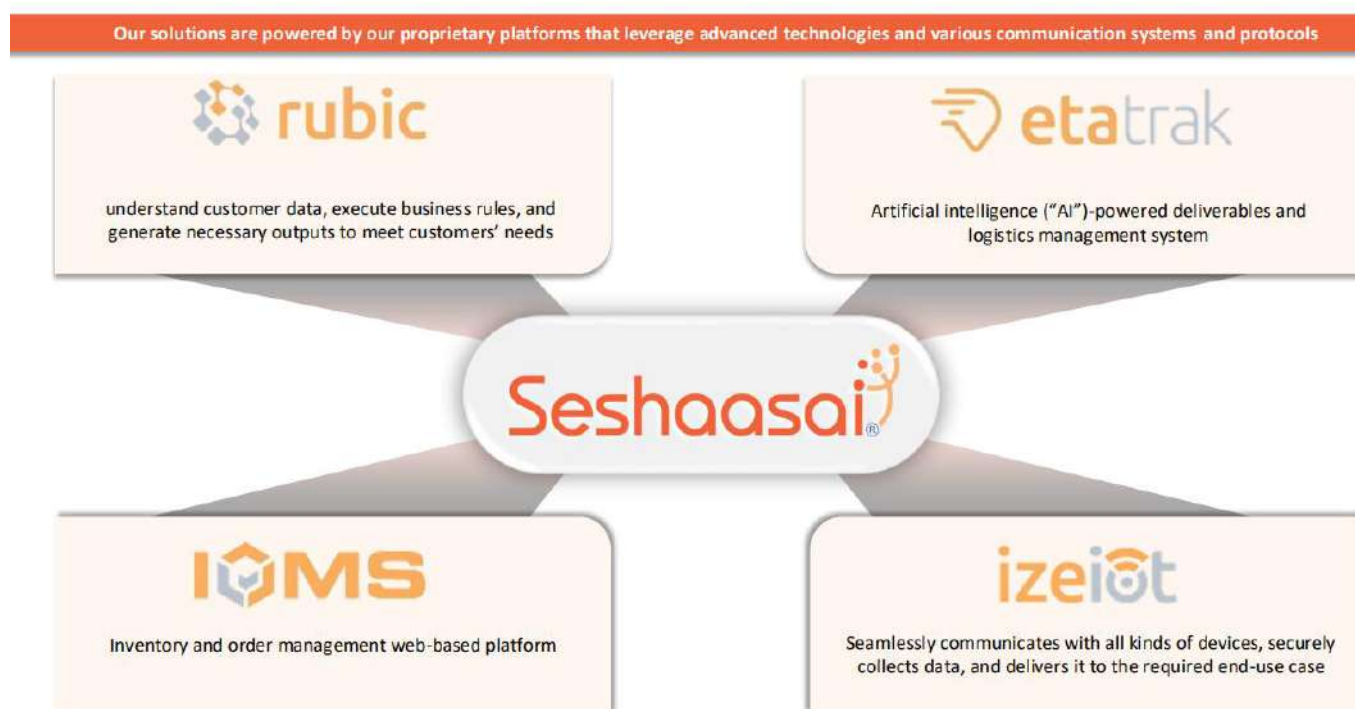 Our solutions are powered by our proprietary platforms that leverage advanced technologies and various communication systems and protocols
rubic
understand customer data, execute business rules, and
generate necessary outputs to meet customers' needs
etatrak
Artificial intelligence ("AI")-powered deliverables and
logistics management system
Seshaasai®
IOMS
Inventory and order management web-based platform
izeiot
Seamlessly communicates with all kinds of devices, securely
collects data, and delivers it to the required end-use case